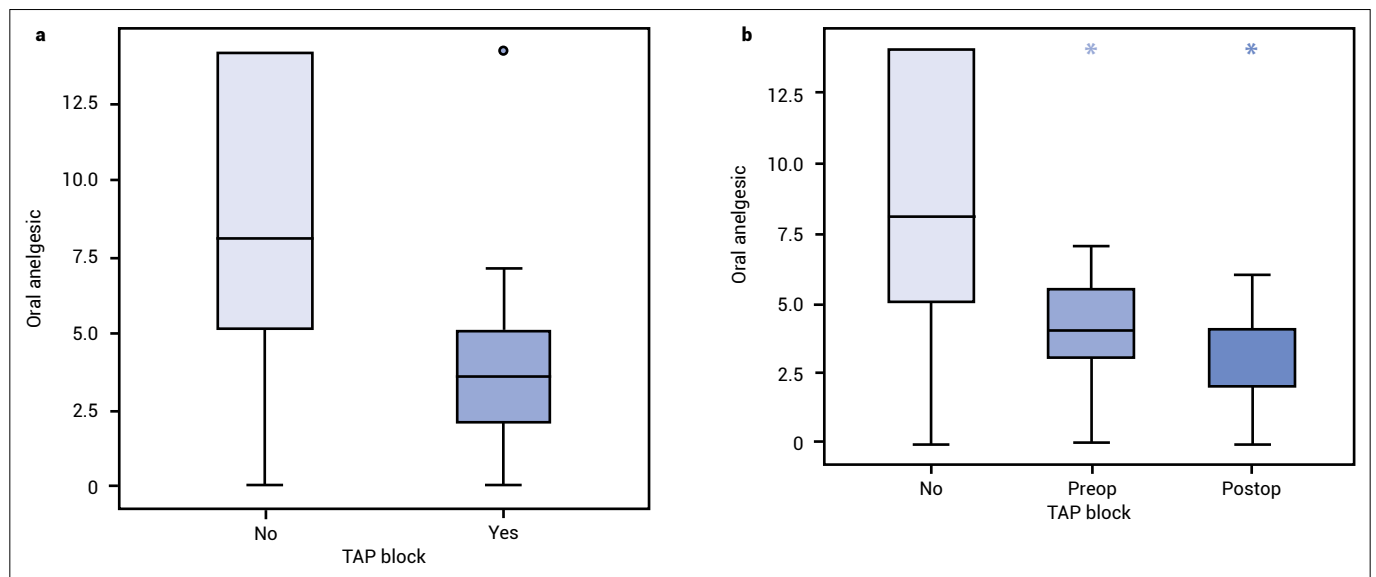 a
Oral anelgesic
12.5
10.0
7.5
5.0
2.5
0
No Yes
TAP block
b
Oral anelgesic
12.5
10.0
7.5
5.0
2.5
0
No Preop Postop
TAP block